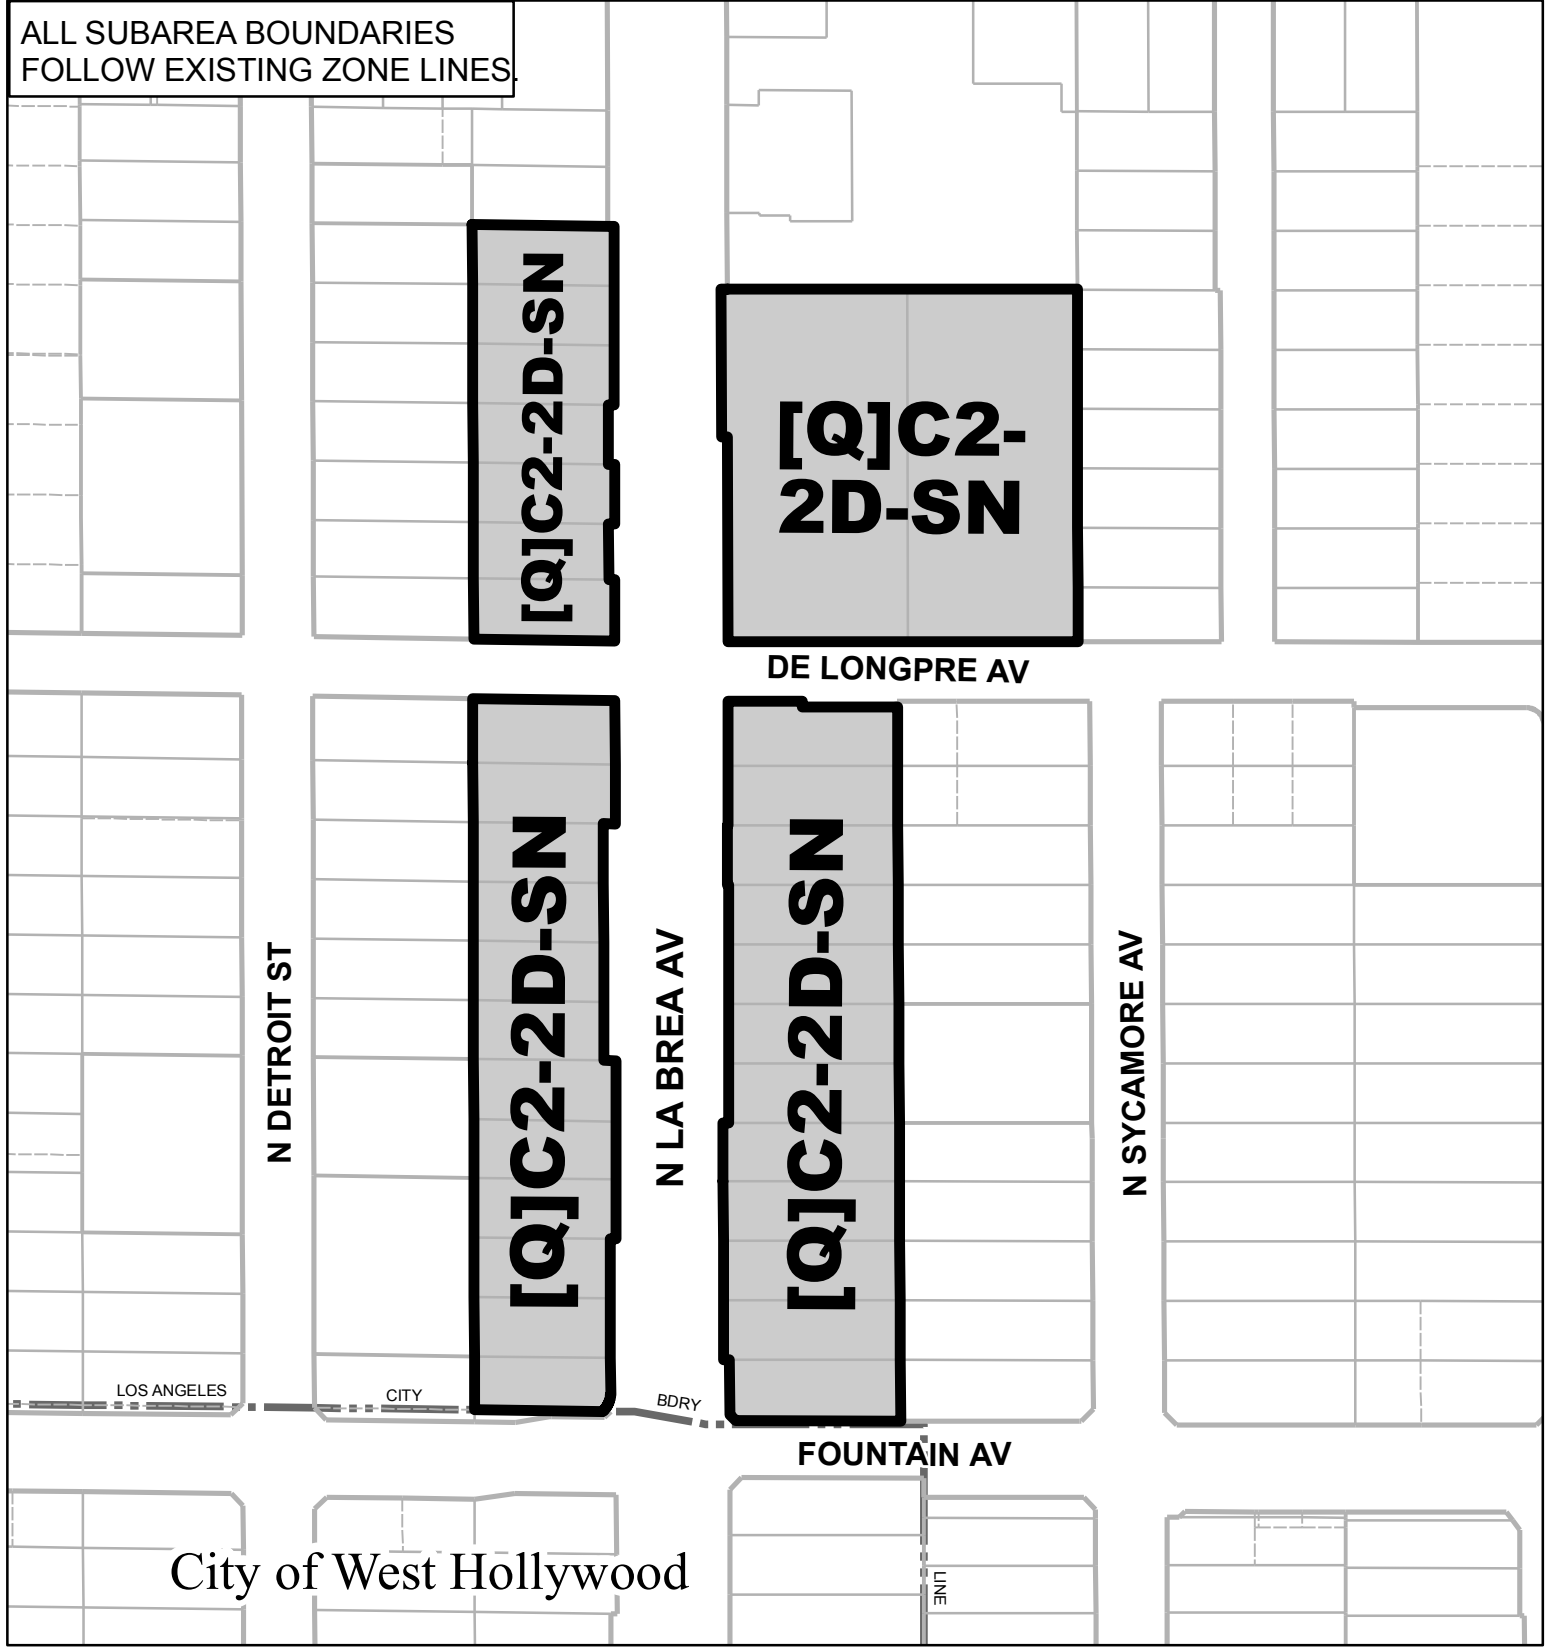 ALL SUBAREA BOUNDARIES
FOLLOW EXISTING ZONE LINES.
[Q]C2-2D-SN
[Q]C2-
2D-SN
DE LONGPRE AV
[Q]C2-2D-SN
[Q]C2-2D-SN
N DETROIT ST
N LA BREA AV
N SYCAMORE AV
LOS ANGELES
CITY
BDRY
FOUNTAIN AV
City of West Hollywood
LINE